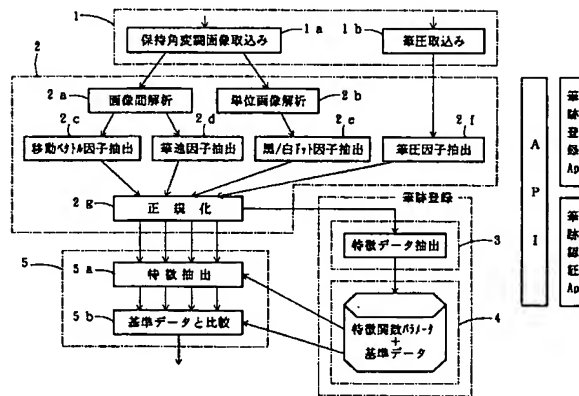 1
保持角変調画像取込み
1a
筆圧取込み
1b
2
画像間解析
2a
単位画像解析
2b
移動ベクトル因子抽出
2c
筆速因子抽出
2d
黒/白ドット因子抽出
2e
筆圧因子抽出
2f
正規化
2g
筆跡登録
特徴データ抽出
3
特徴関数パラメータ
+
基準データ
4
5
特徴抽出
5a
基準データと比較
5b
API
筆跡登録Ap
筆跡認証Ap